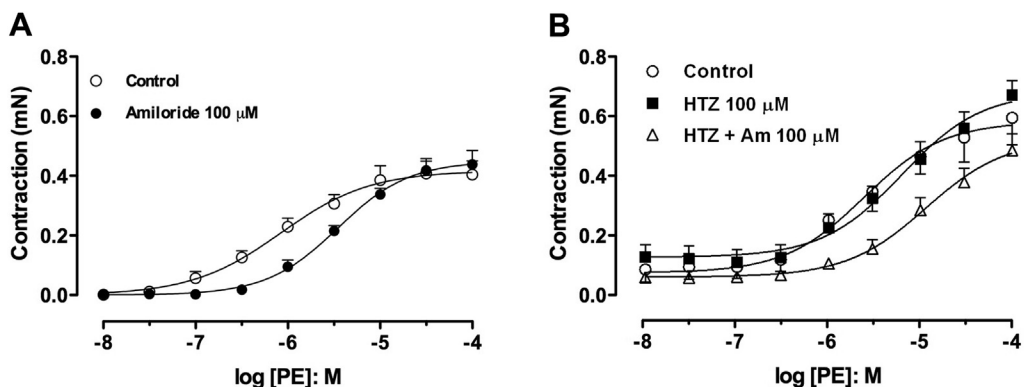 A
0.8
0.6
0.4
0.2
0.0
Contraction (mN)
Control
Amiloride 100 μM
-8
-7
-6
-5
-4
log [PE]: M
B
0.8
0.6
0.4
0.2
0.0
Contraction (mN)
Control
HTZ 100 μM
HTZ + Am 100 μM
-8
-7
-6
-5
-4
log [PE]: M